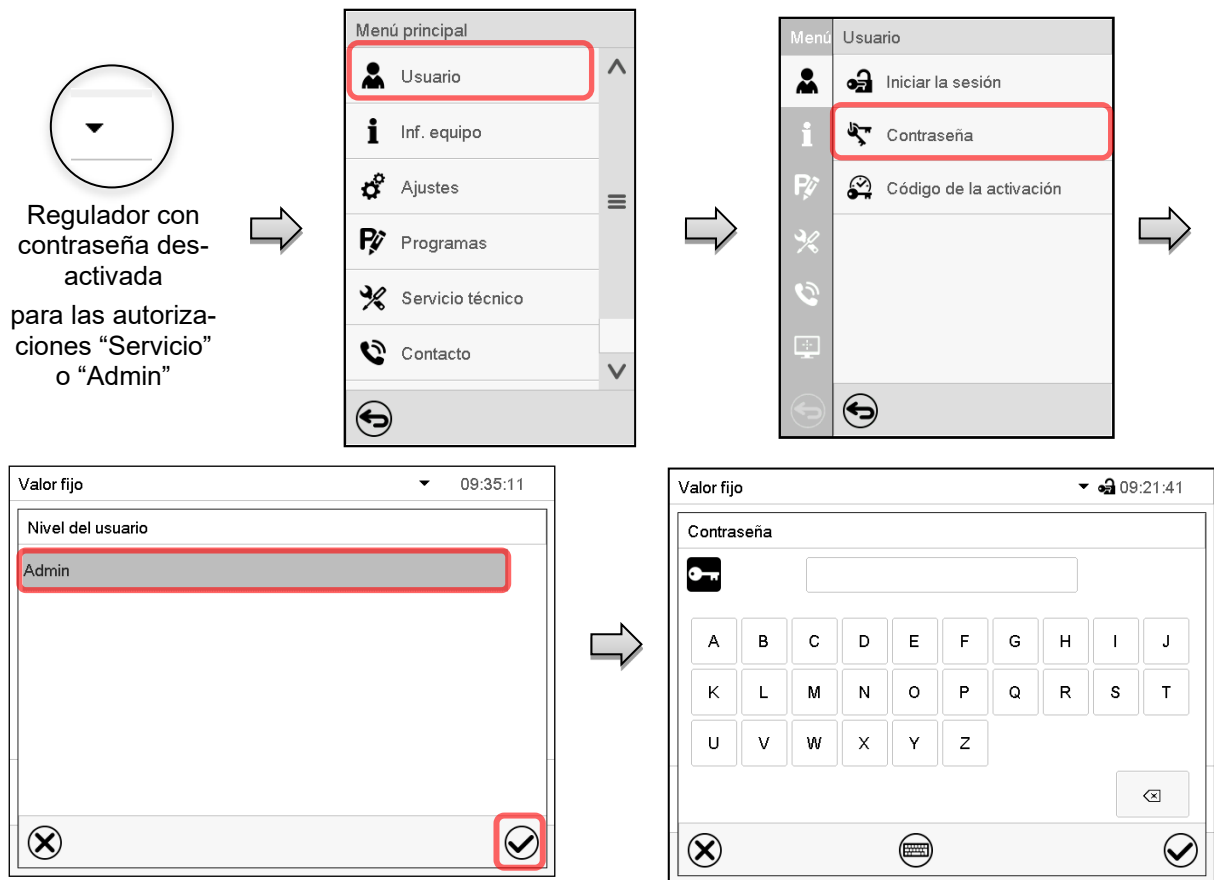 Regulador con
contraseña des-
activada
para las autoriza-
ciones “Servicio”
o “Admin”
Menú principal
Usuario
Inf. equipo
Ajustes
Programas
Servicio técnico
Contacto
Menú
Usuario
Iniciar la sesión
Contraseña
Código de la activación
Valor fijo 09:35:11
Nivel del usuario
Admin
Valor fijo 09:21:41
Contraseña
A B C D E F G H I J
K L M N O P Q R S T
U V W X Y Z